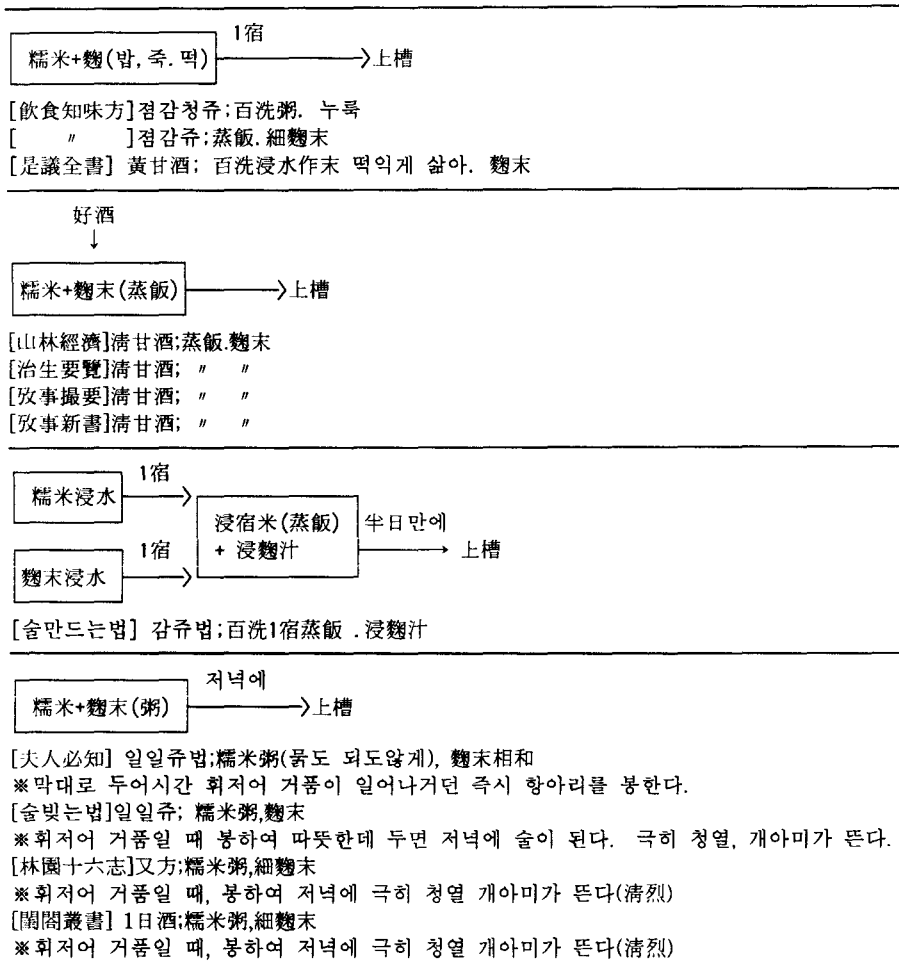 1宿
糯米+麴(밥, 죽. 떡) ⟶上槽
[飮食知味方]점감청쥬;百洗粥. 누룩
[ 〃 ]점감쥬;蒸飯.細麴末
[是議全書] 黃甘酒; 百洗浸水作末 떡익게 삶아. 麴末
好酒
↓
糯米+麴末(蒸飯) ⟶上槽
[山林經濟]淸甘酒;蒸飯.麴末
[治生要覽]淸甘酒; 〃 〃
[攷事撮要]淸甘酒; 〃 〃
[攷事新書]淸甘酒; 〃 〃
糯米浸水
1宿
麴末浸水
1宿
浸宿米(蒸飯)
+ 浸麴汁
半日만에
上槽
[술만드는법] 감쥬법;百洗1宿蒸飯 .浸麴汁
저녁에
糯米+麴末(粥) ⟶上槽
[夫人必知] 일일쥬법;糯米粥(묽도 되도않게), 麴末相和
※막대로 두어시간 휘저어 거품이 일어나거던 즉시 항아리를 봉한다.
[술빚는법]일일쥬; 糯米粥,麴末
※휘저어 거품일 때 봉하여 따뜻한데 두면 저녁에 술이 된다. 극히 청열, 개아미가 뜬다.
[林園十六志]又方;糯米粥,細麴末
※휘저어 거품일 때, 봉하여 저녁에 극히 청열 개아미가 뜬다(淸烈)
[閨閤叢書] 1日酒;糯米粥,細麴末
※휘저어 거품일 때, 봉하여 저녁에 극히 청열 개아미가 뜬다(淸烈)